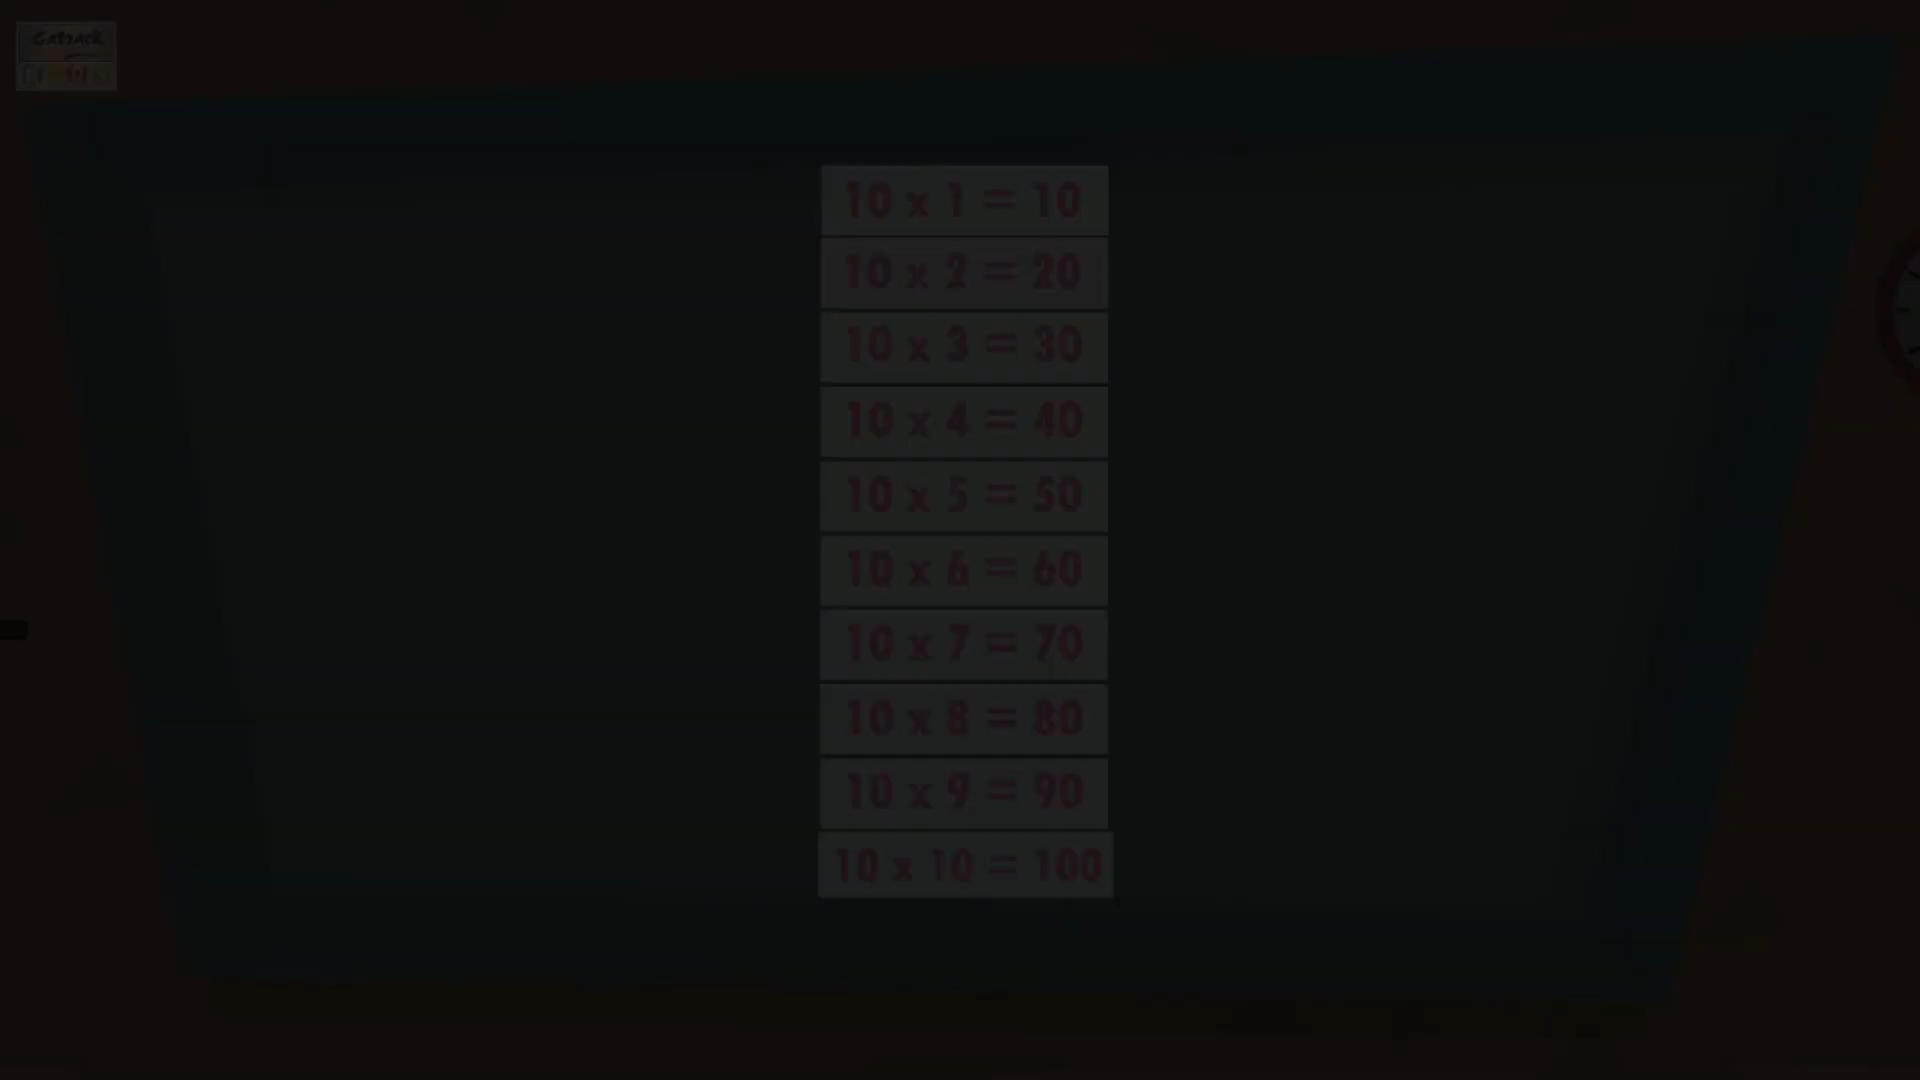 10 x 1 = 10
10 x 2 = 20
10 x 3 = 30
10 x 4 = 40
10 x 5 = 50
10 x 6 = 60
10 x 7 = 70
10 x 8 = 80
10 x 9 = 90
10 x 10 = 100